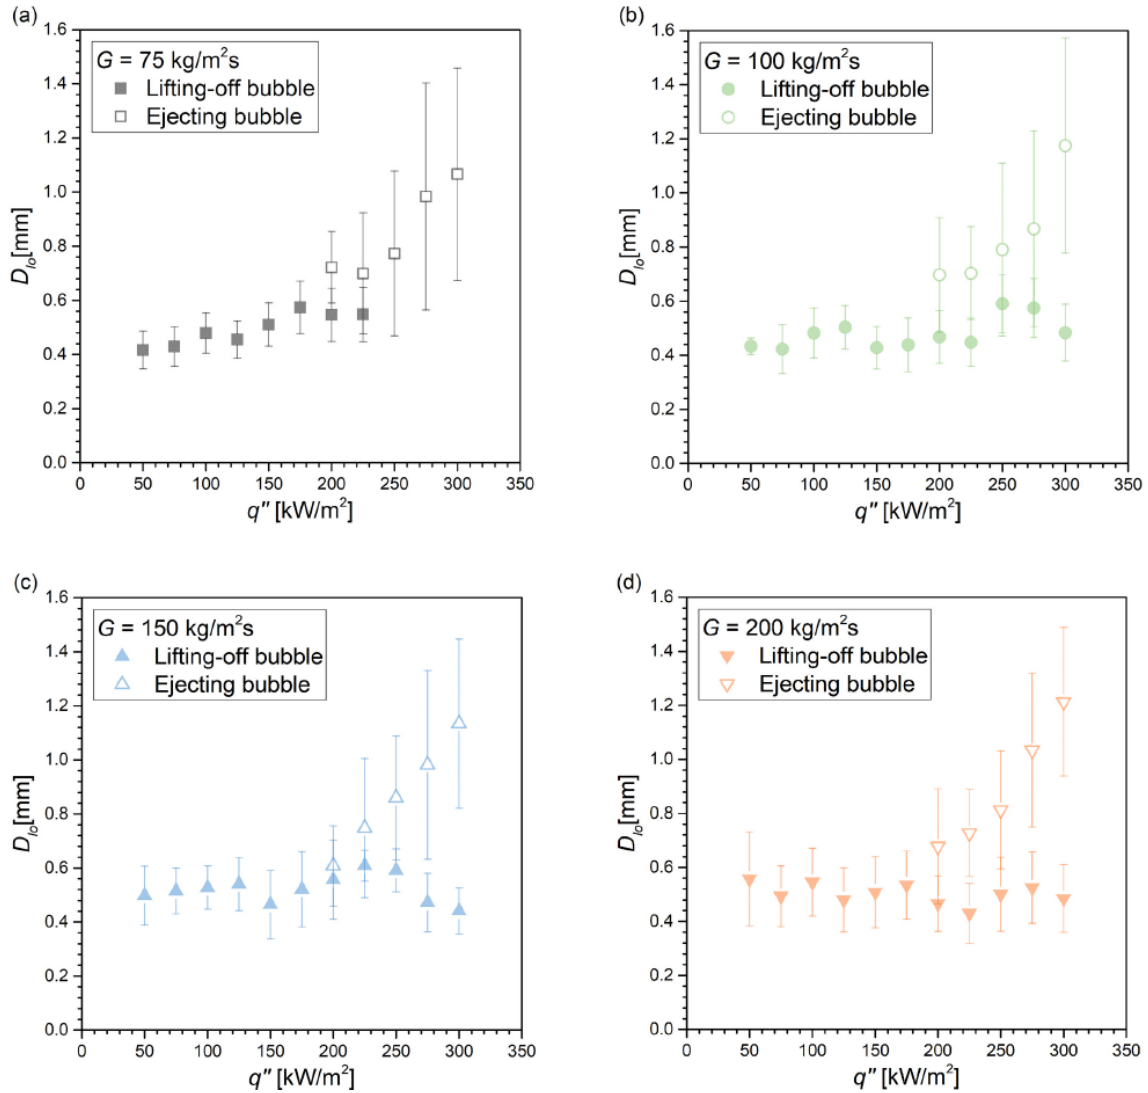 (a)
G = 75 kg/m²s
Lifting-off bubble
Ejecting bubble
1.6
1.4
1.2
1.0
0.8
0.6
0.4
0.2
0.0
D_lo[mm]
0 50 100 150 200 250 300 350
q" [kW/m²]
(b)
G = 100 kg/m²s
Lifting-off bubble
Ejecting bubble
1.6
1.4
1.2
1.0
0.8
0.6
0.4
0.2
0.0
D_lo[mm]
0 50 100 150 200 250 300 350
q" [kW/m²]
(c)
G = 150 kg/m²s
Lifting-off bubble
Ejecting bubble
1.6
1.4
1.2
1.0
0.8
0.6
0.4
0.2
0.0
D_lo[mm]
0 50 100 150 200 250 300 350
q" [kW/m²]
(d)
G = 200 kg/m²s
Lifting-off bubble
Ejecting bubble
1.6
1.4
1.2
1.0
0.8
0.6
0.4
0.2
0.0
D_lo[mm]
0 50 100 150 200 250 300 350
q" [kW/m²]